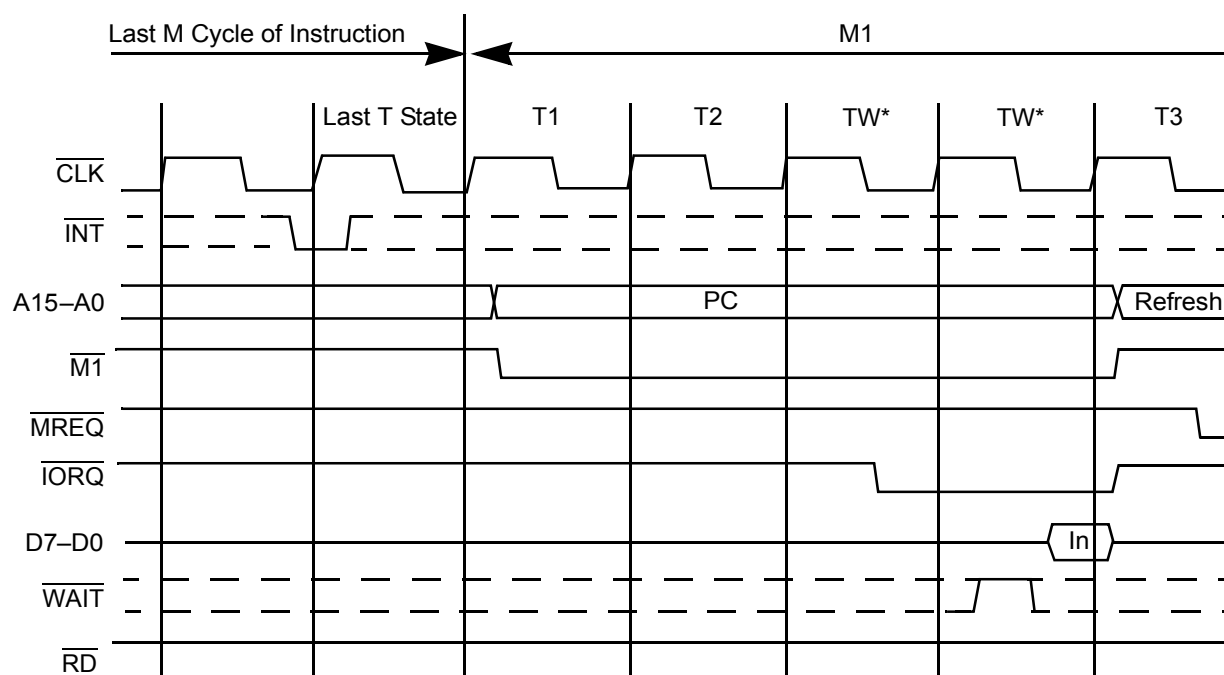 Last M Cycle of Instruction M1
Last T State T1 T2 TW* TW* T3
CLK
INT
A15–A0 PC Refresh
M1
MREQ
IORQ
D7–D0 In
WAIT
RD